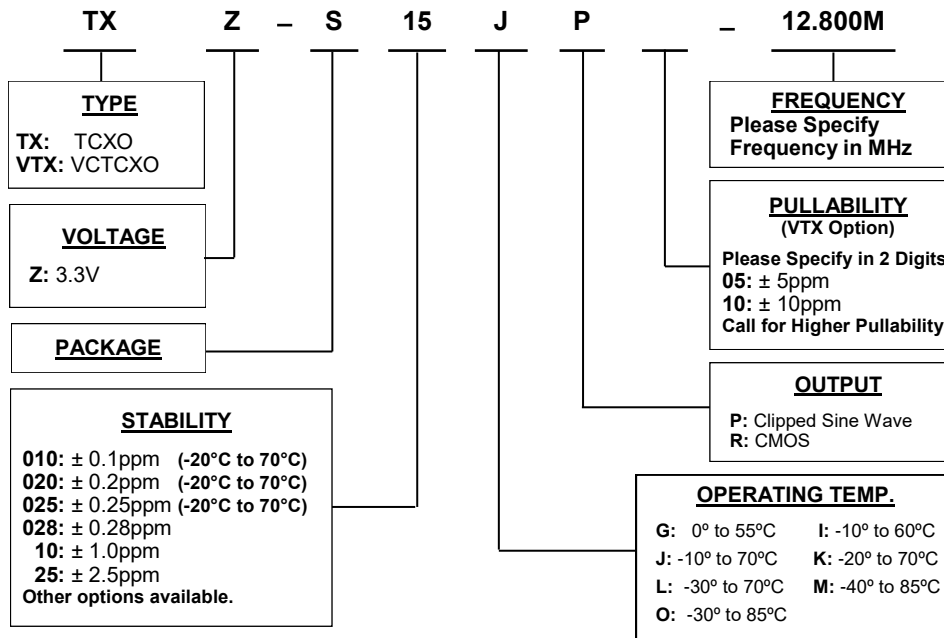 TX Z – S 15 J P – 12.800M
TYPE
TX: TCXO
VTX: VCTCXO
VOLTAGE
Z: 3.3V
PACKAGE
STABILITY
010: ± 0.1ppm (-20°C to 70°C)
020: ± 0.2ppm (-20°C to 70°C)
025: ± 0.25ppm (-20°C to 70°C)
028: ± 0.28ppm
10: ± 1.0ppm
25: ± 2.5ppm
Other options available.
FREQUENCY
Please Specify
Frequency in MHz
PULLABILITY
(VTX Option)
Please Specify in 2 Digits
05: ± 5ppm
10: ± 10ppm
Call for Higher Pullability
OUTPUT
P: Clipped Sine Wave
R: CMOS
OPERATING TEMP.
G: 0º to 55ºC I: -10º to 60ºC
J: -10º to 70ºC K: -20º to 70ºC
L: -30º to 70ºC M: -40º to 85ºC
O: -30º to 85ºC